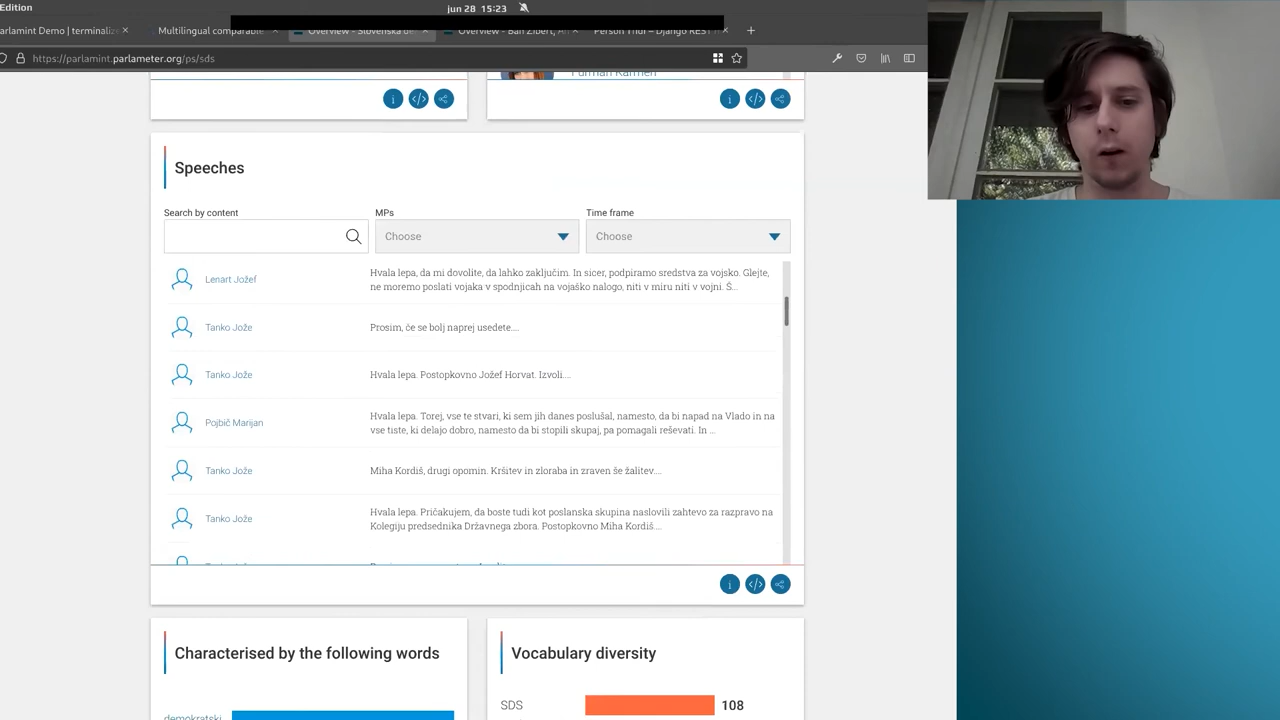 Edition
jun 28 15:23
arlamint Demo | terminaliz
Multilingual comparable
Overview - Slovenska de
Overview - Ban Žibert, An
Person Thur – Django REST
https://parlamint.parlameter.org/ps/sds
Furman Karmen
Speeches
Search by content
MPs
Time frame
Choose
Choose
Lenart Jožef
Hvala lepa, da mi dovolite, da lahko zaključim. In sicer, podpiramo sredstva za vojsko. Glejte,
ne moremo poslati vojaka v spodnjicah na vojaško nalogo, niti v miru niti v vojni. Š...
Tanko Jože
Prosim, če se bolj naprej usedete....
Tanko Jože
Hvala lepa. Postopkovno Jožef Horvat. Izvoli....
Pojbič Marijan
Hvala lepa. Torej, vse te stvari, ki sem jih danes poslušal, namesto, da bi napad na Vlado in na
vse tiste, ki delajo dobro, namesto da bi stopili skupaj, pa pomagali reševati. In ...
Tanko Jože
Miha Kordiš, drugi opomin. Kršitev in zloraba in zraven še žalitev....
Tanko Jože
Hvala lepa. Pričakujem, da boste tudi kot poslanska skupina naslovili zahtevo za razpravo na
Kolegiju predsednika Državnega zbora. Postopkovno Miha Kordiš....
Characterised by the following words
Vocabulary diversity
demokratski
SDS
108